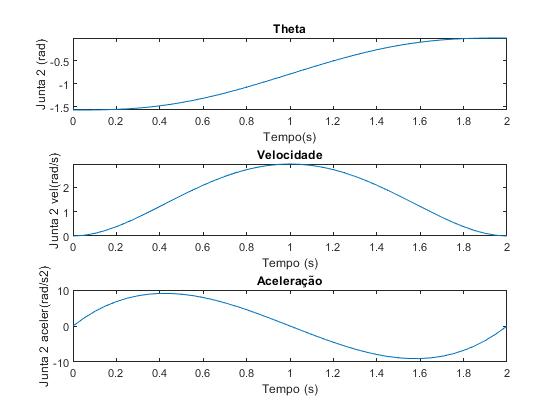 Theta
Junta 2 (rad)
-0.5
-1
-1.5
0 0.2 0.4 0.6 0.8 1 1.2 1.4 1.6 1.8 2
Tempo(s)
Velocidade
Junta 2 vel(rad/s)
2
1
0
0 0.2 0.4 0.6 0.8 1 1.2 1.4 1.6 1.8 2
Tempo (s)
Aceleração
Junta 2 aceler(rad/s2)
10
0
-10
0 0.2 0.4 0.6 0.8 1 1.2 1.4 1.6 1.8 2
Tempo (s)